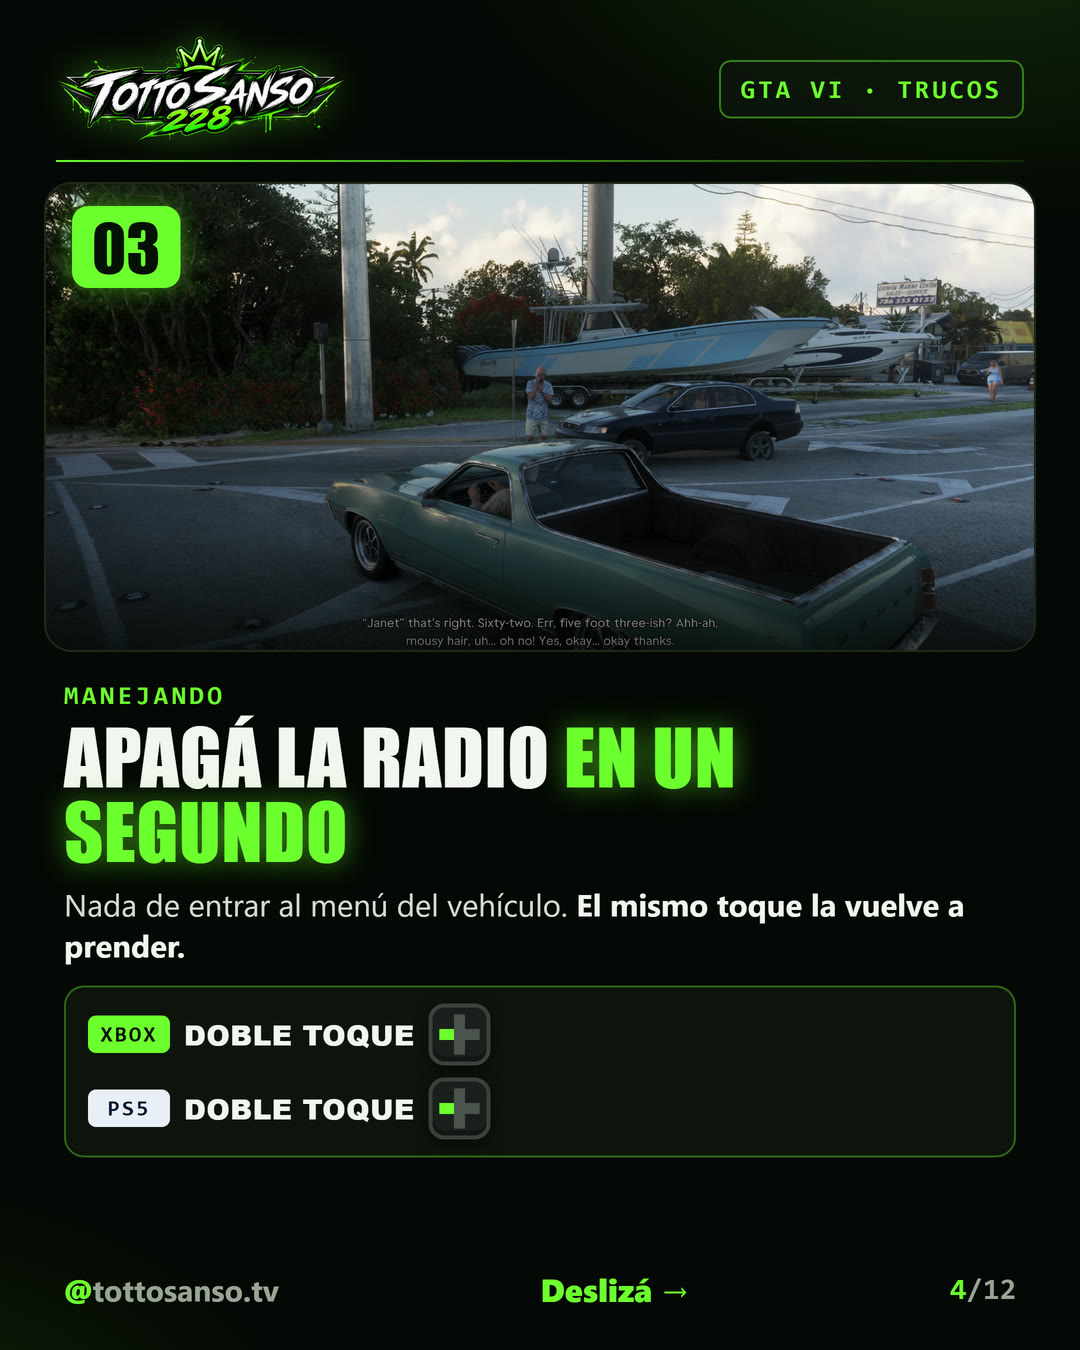 TOTTOSANSO
228
GTA VI · TRUCOS
03
786 555 0133
"Janet" that's right. Sixty-two. Err, five foot three-ish? Ahh-ah,
mousy hair, uh... oh no! Yes, okay... okay thanks.
MANEJANDO
APAGÁ LA RADIO EN UN
SEGUNDO
Nada de entrar al menú del vehículo. El mismo toque la vuelve a
prender.
XBOX DOBLE TOQUE
PS5 DOBLE TOQUE
@tottosanso.tv
Deslizá →
4/12